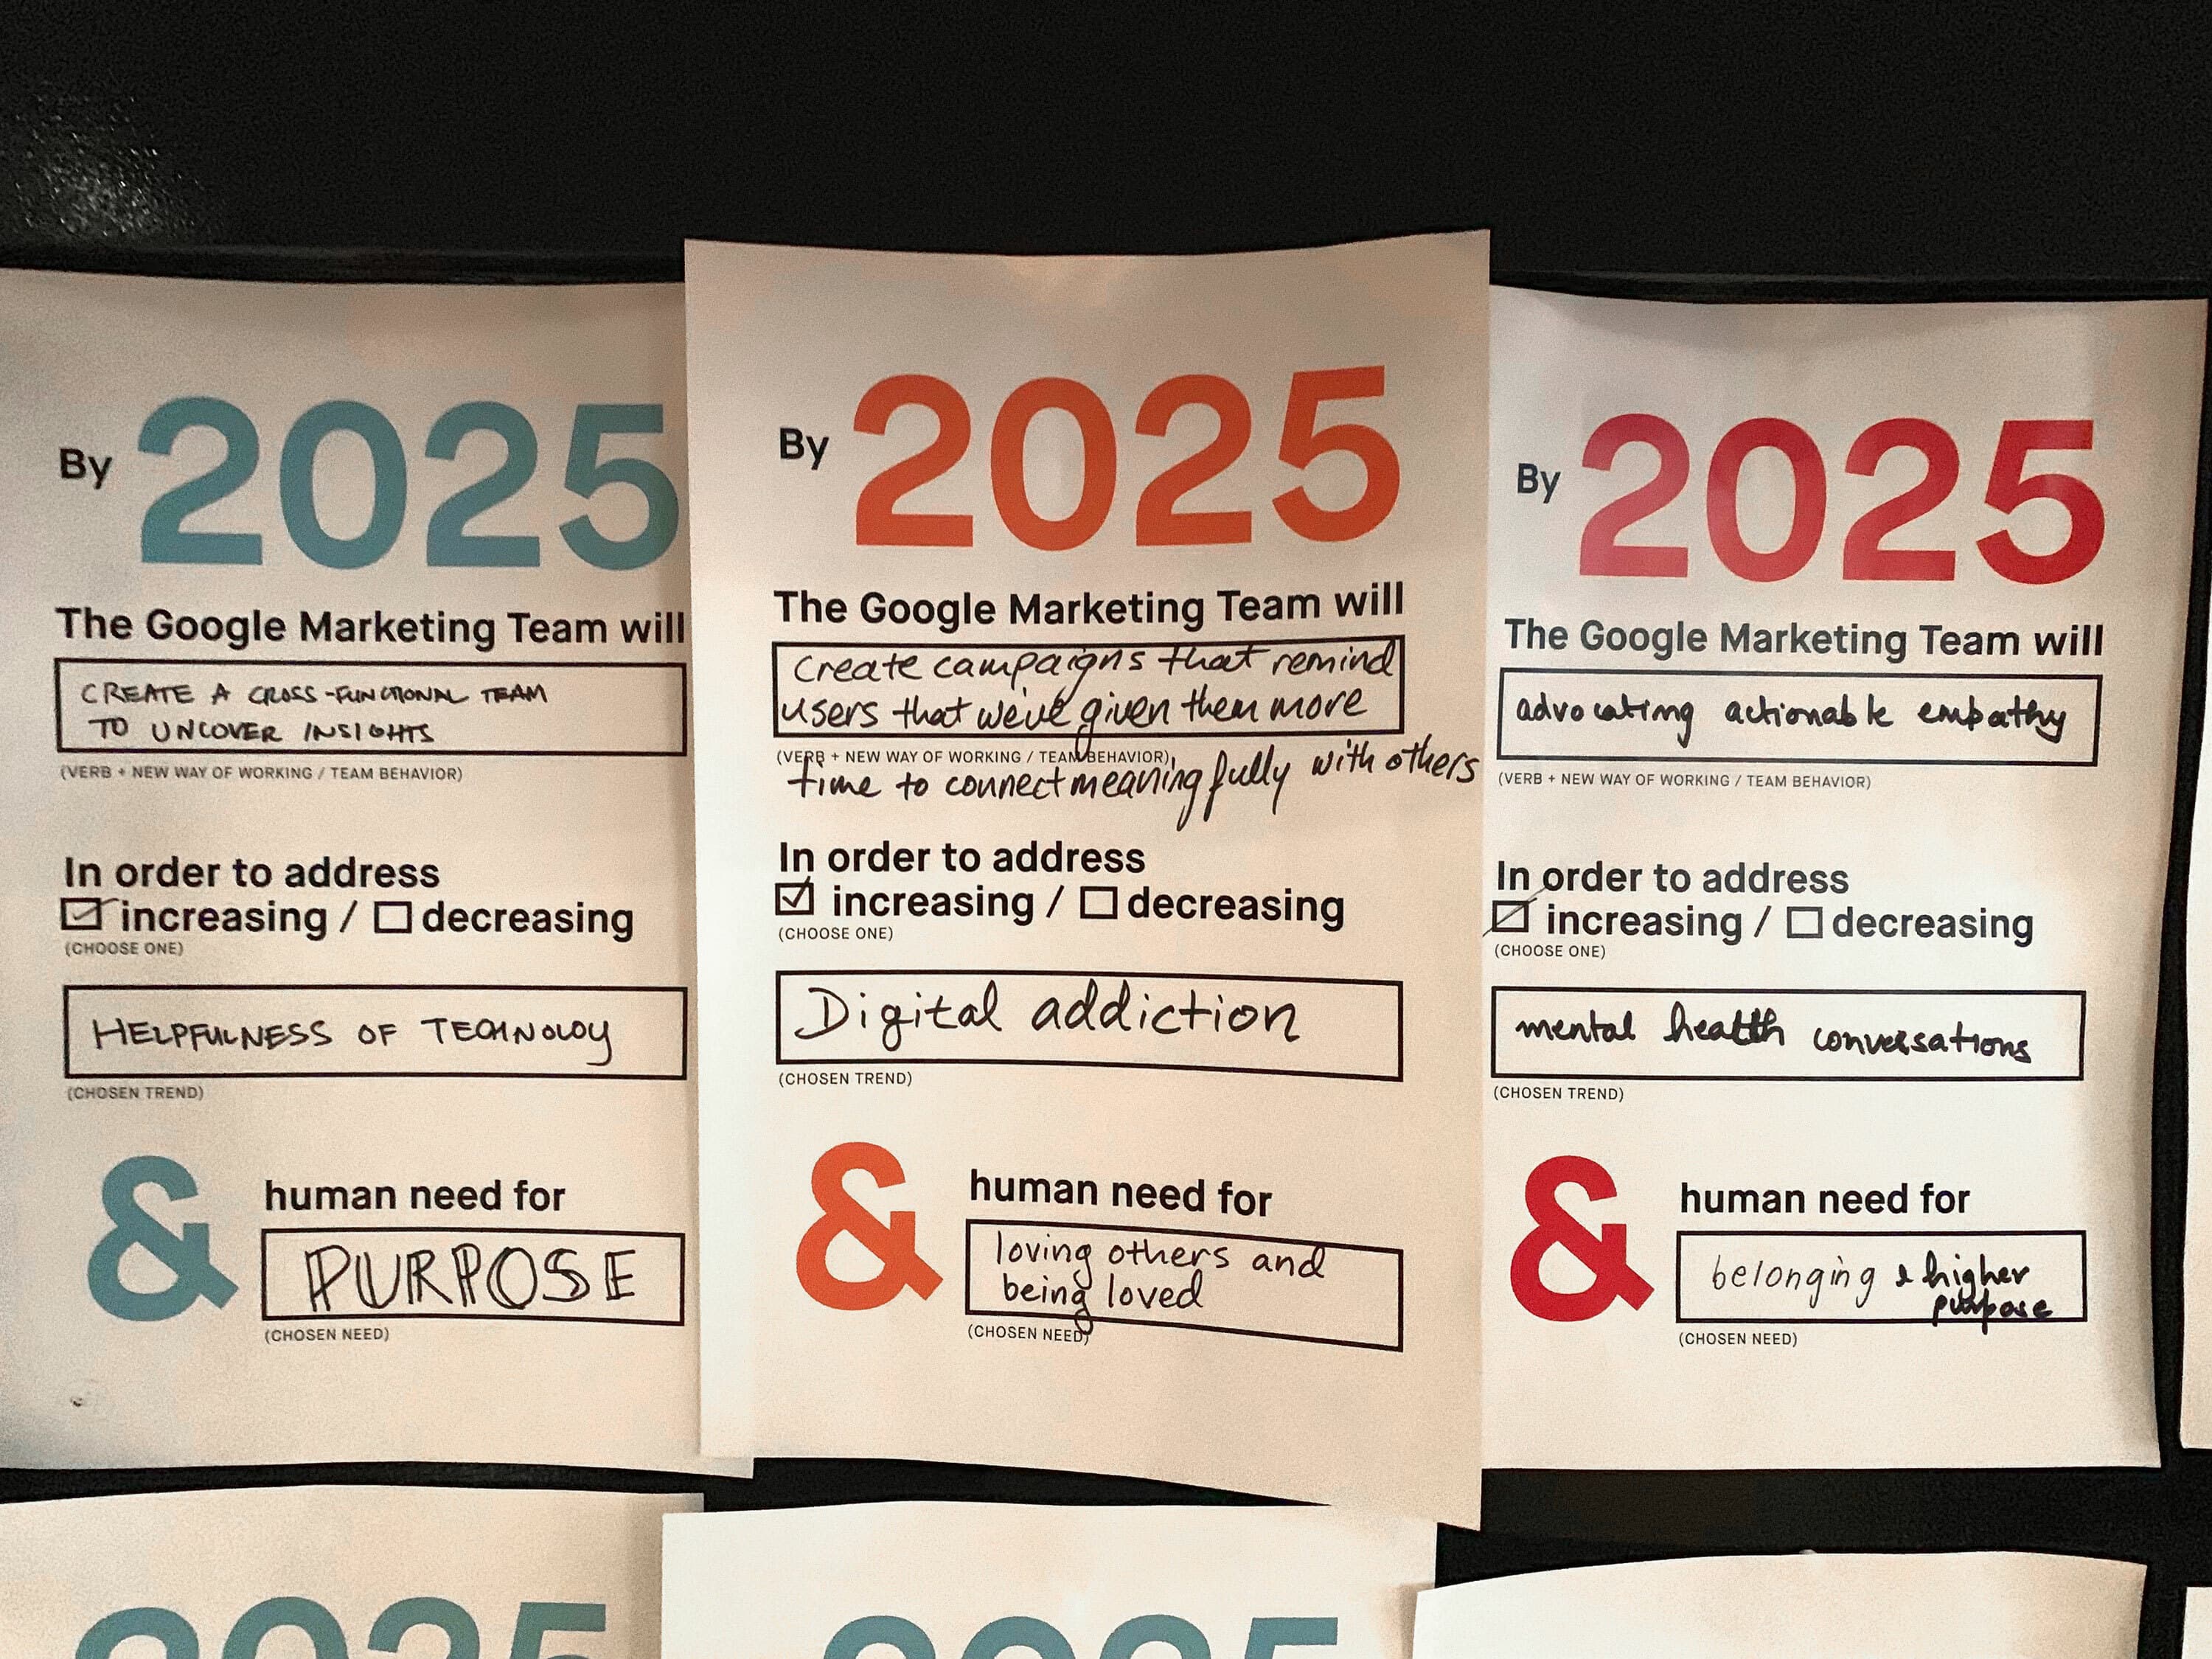 By 2025
The Google Marketing Team will
CREATE A CROSS-FUNCTIONAL TEAM
TO UNCOVER INSIGHTS
(VERB + NEW WAY OF WORKING / TEAM BEHAVIOR)
In order to address
increasing / decreasing
(CHOOSE ONE)
HELPFULNESS OF TECHNOLOY
(CHOSEN TREND)
& human need for
PURPOSE
(CHOSEN NEED)
By 2025
The Google Marketing Team will
Create campaigns that remind
users that we've given them more
(VERB + NEW WAY OF WORKING / TEAM BEHAVIOR)
time to connect meaningfully with others
In order to address
increasing / decreasing
(CHOOSE ONE)
Digital addiction
(CHOSEN TREND)
& human need for
loving others and
being loved
(CHOSEN NEED)
By 2025
The Google Marketing Team will
advocating actionable empathy
(VERB + NEW WAY OF WORKING / TEAM BEHAVIOR)
In order to address
increasing / decreasing
(CHOOSE ONE)
mental health conversations
(CHOSEN TREND)
& human need for
belonging & higher
purpose
(CHOSEN NEED)
2025
2025